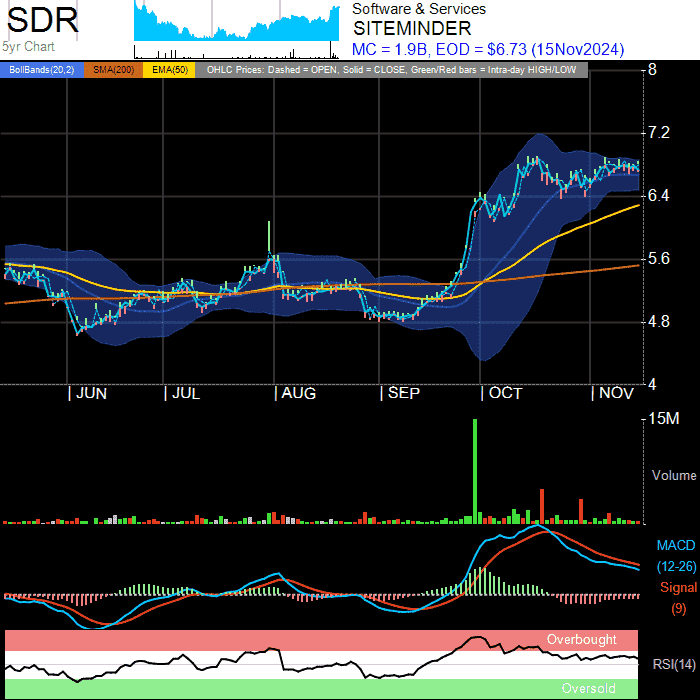 SDR
5yr Chart
Software & Services
SITEMINDER
MC = 1.9B, EOD = $6.73 (15Nov2024)
BollBands(20,2) SMA(200) EMA(50) OHLC Prices: Dashed = OPEN, Solid = CLOSE, Green/Red bars = Intra-day HIGH/LOW
8
7.2
6.4
5.6
4.8
4
JUN JUL AUG SEP OCT NOV
15M
Volume
MACD
(12-26)
Signal
(9)
Overbought
RSI(14)
Oversold